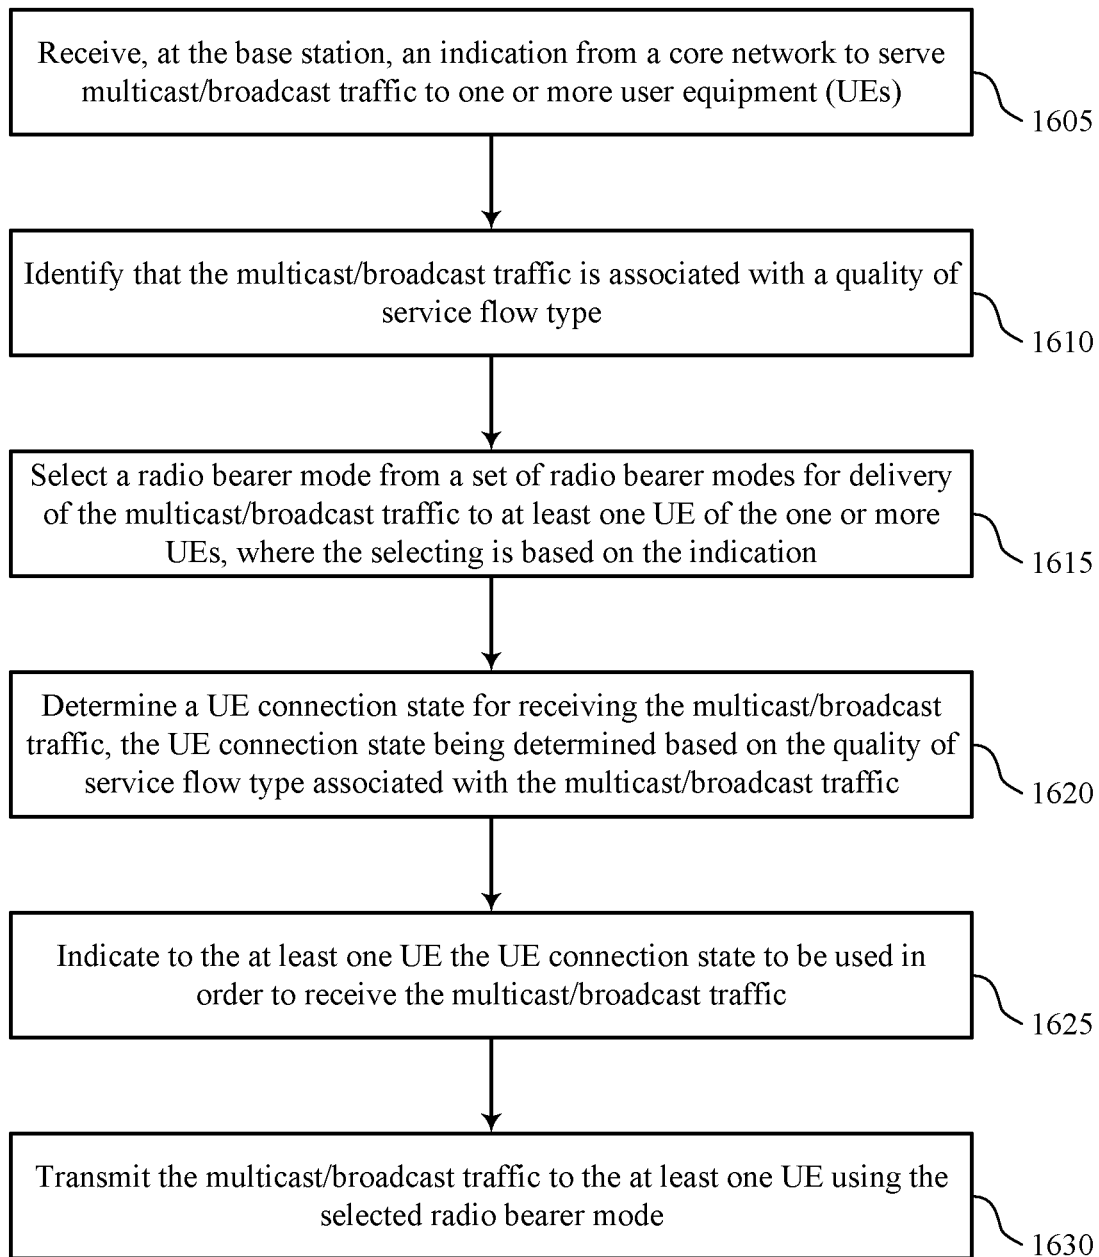 Receive, at the base station, an indication from a core network to serve
multicast/broadcast traffic to one or more user equipment (UEs)
1605
Identify that the multicast/broadcast traffic is associated with a quality of
service flow type
1610
Select a radio bearer mode from a set of radio bearer modes for delivery
of the multicast/broadcast traffic to at least one UE of the one or more
UEs, where the selecting is based on the indication
1615
Determine a UE connection state for receiving the multicast/broadcast
traffic, the UE connection state being determined based on the quality of
service flow type associated with the multicast/broadcast traffic
1620
Indicate to the at least one UE the UE connection state to be used in
order to receive the multicast/broadcast traffic
1625
Transmit the multicast/broadcast traffic to the at least one UE using the
selected radio bearer mode
1630